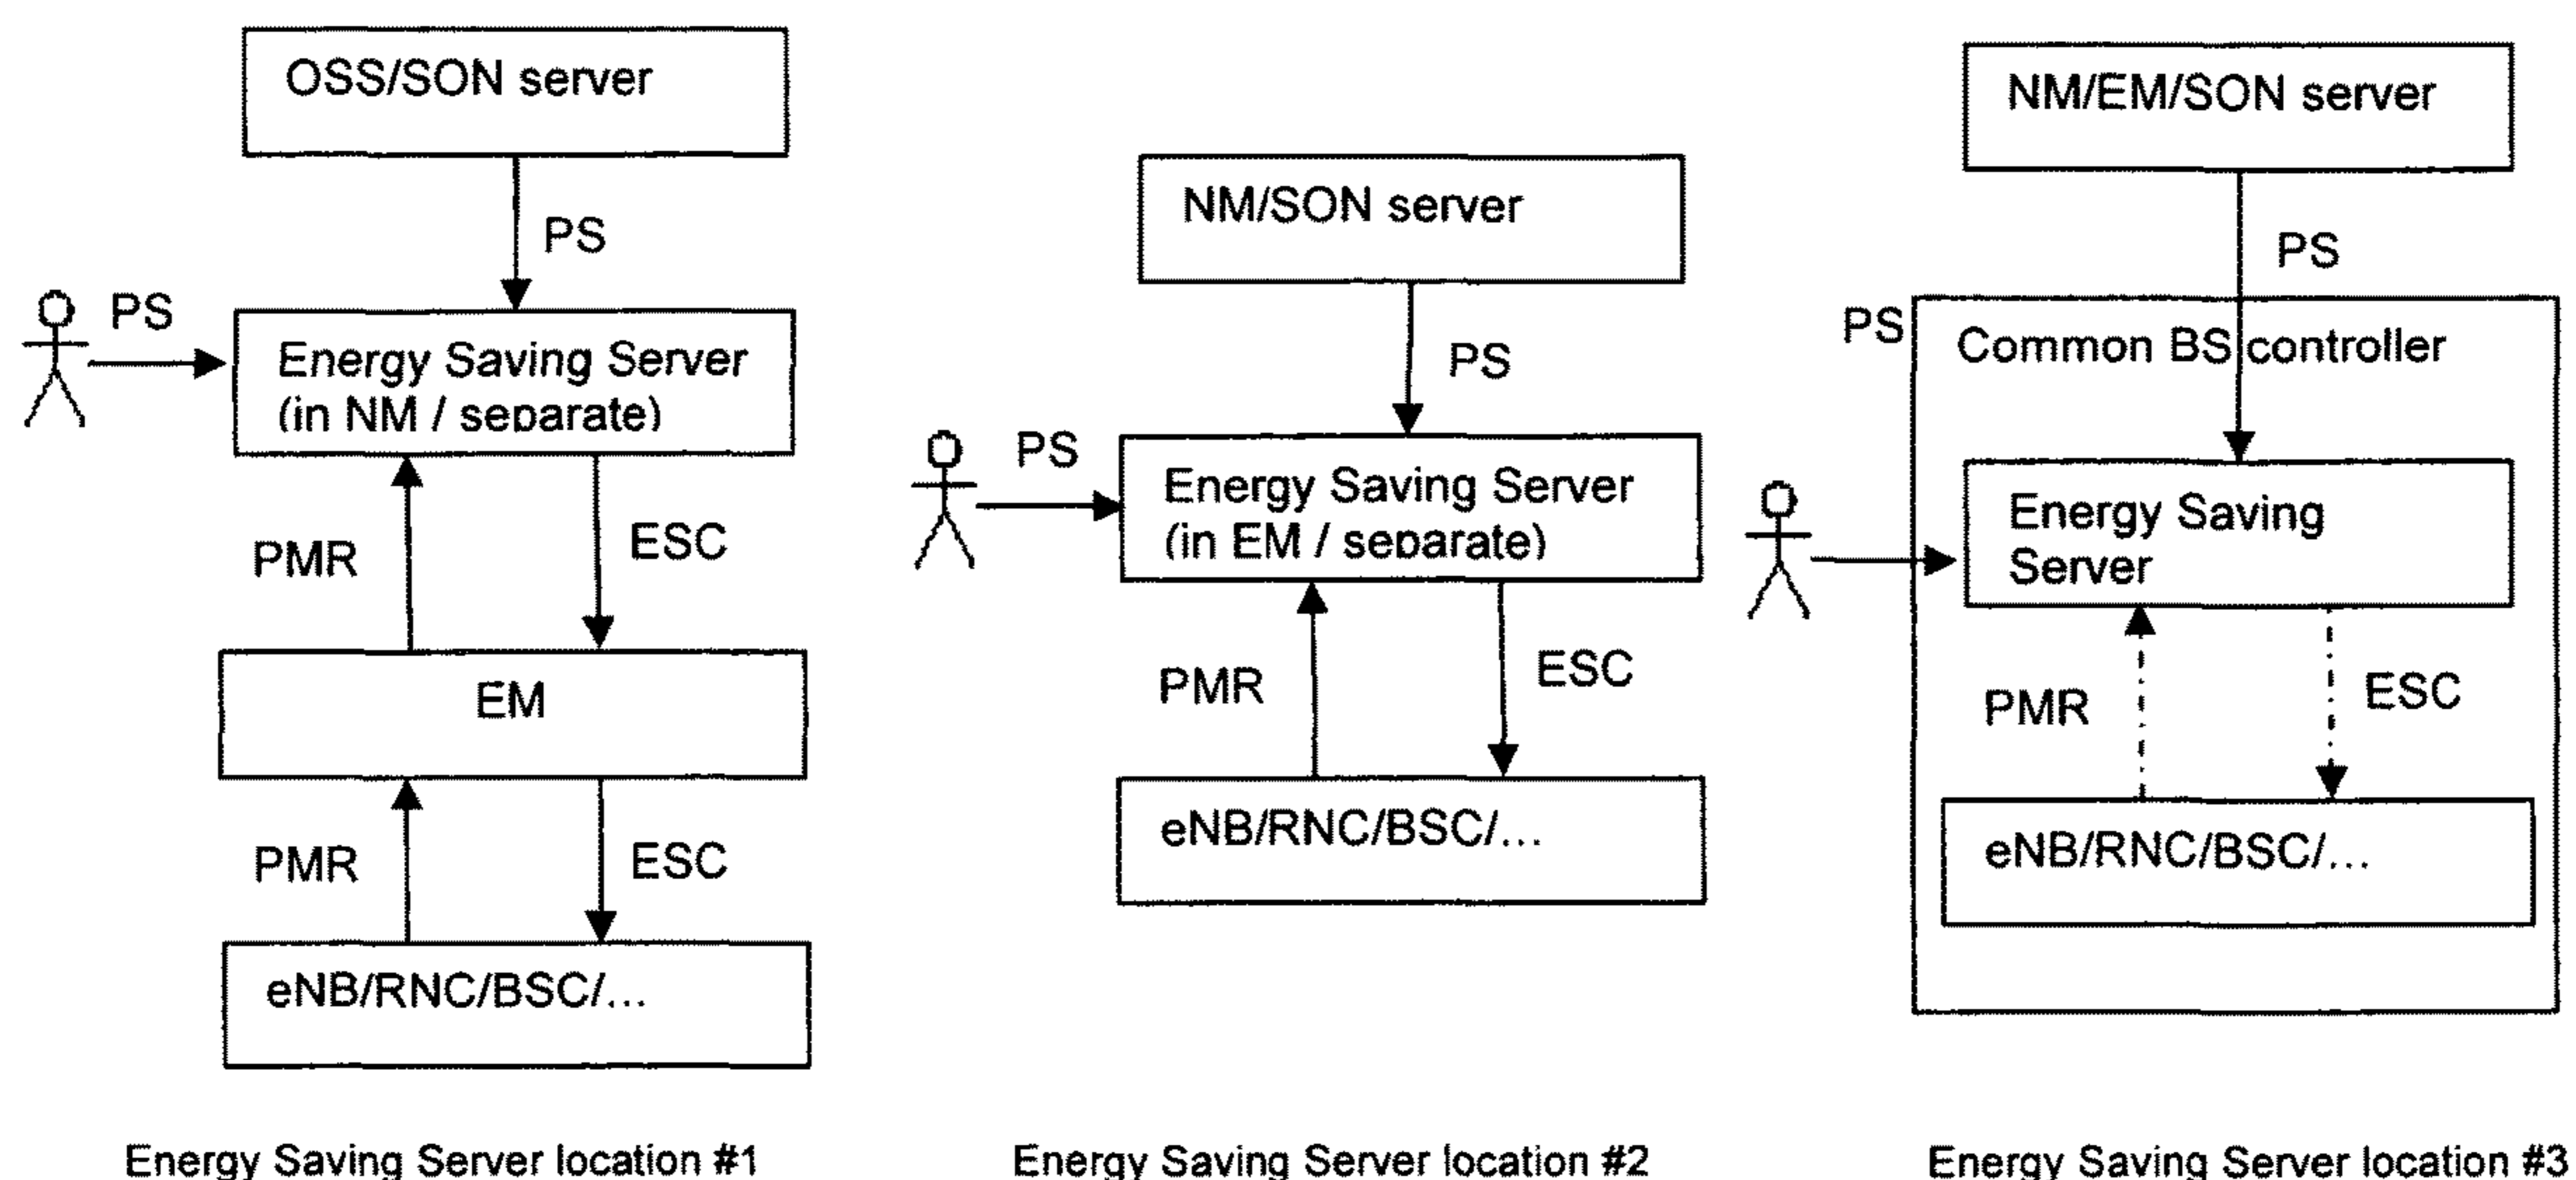 OSS/SON server
PS
PS
Energy Saving Server
(in NM / separate)
PMR
ESC
EM
PMR
ESC
eNB/RNC/BSC/...
Energy Saving Server location #1
NM/SON server
PS
PS
Energy Saving Server
(in EM / separate)
PMR
ESC
eNB/RNC/BSC/...
Energy Saving Server location #2
NM/EM/SON server
PS
PS
Common BS controller
Energy Saving
Server
PMR
ESC
eNB/RNC/BSC/...
Energy Saving Server location #3